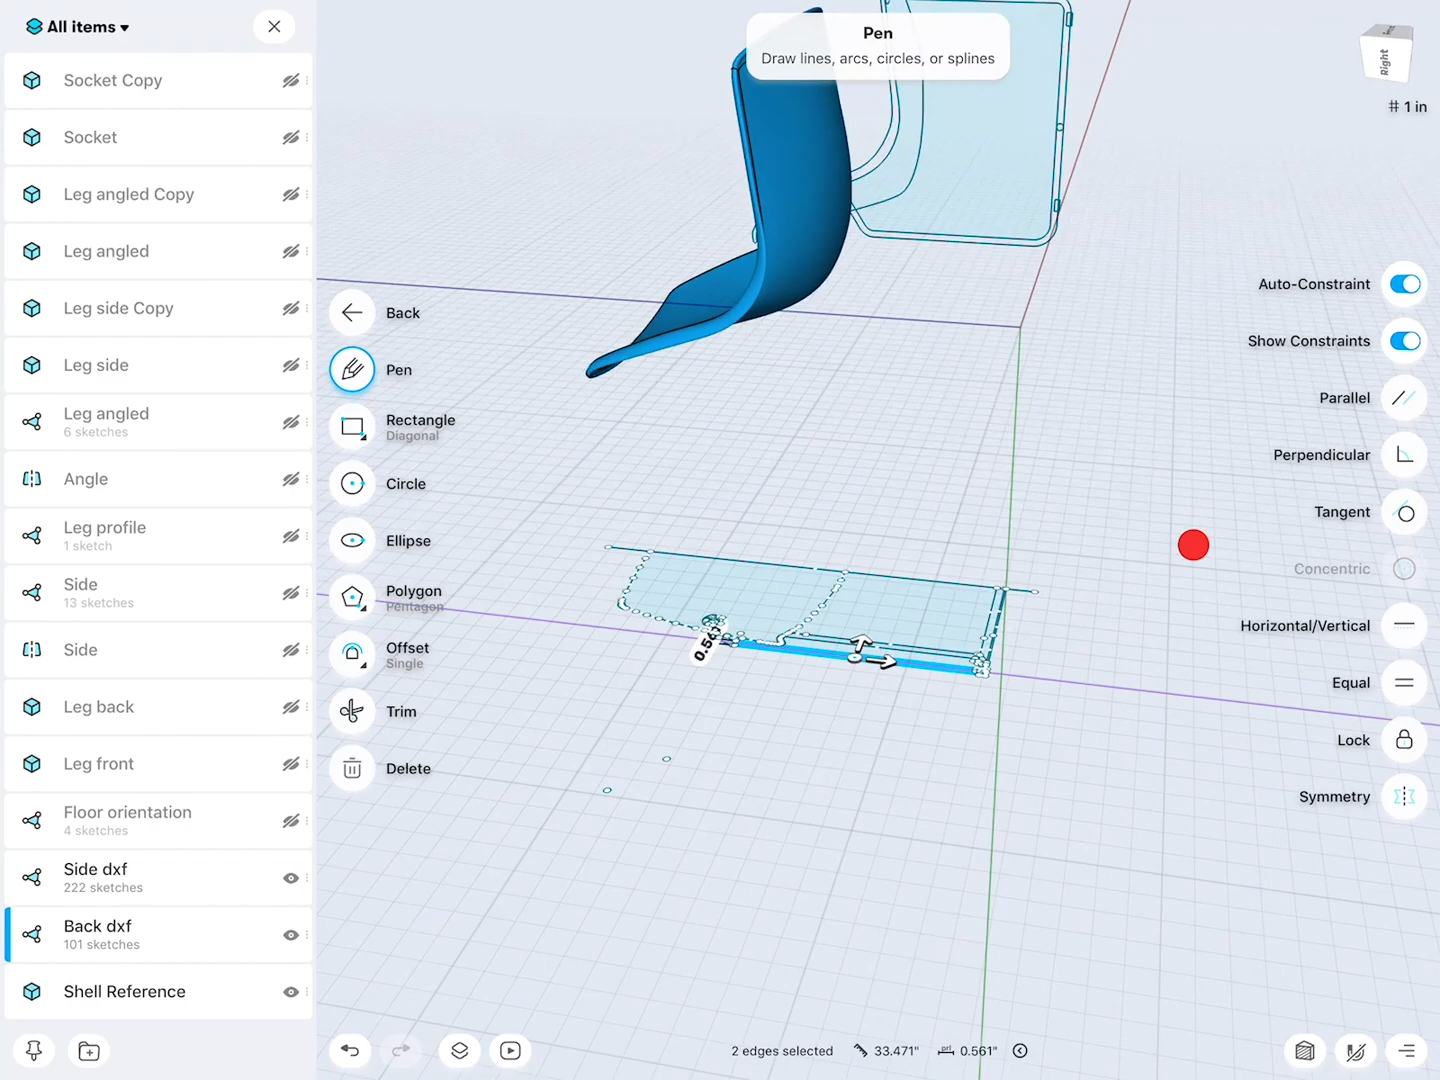 All items
Socket Copy
Socket
Leg angled Copy
Leg angled
Leg side Copy
Leg side
Leg angled
6 sketches
Angle
Leg profile
1 sketch
Side
13 sketches
Side
Leg back
Leg front
Floor orientation
4 sketches
Side dxf
222 sketches
Back dxf
101 sketches
Shell Reference
Pen
Draw lines, arcs, circles, or splines
Right
1 in
Back
Pen
Rectangle
Diagonal
Circle
Ellipse
Polygon
Pentagon
Offset
Single
Trim
Delete
Auto-Constraint
Show Constraints
Parallel
Perpendicular
Tangent
Concentric
Horizontal/Vertical
Equal
Lock
Symmetry
2 edges selected
33.471"
prl
0.561"